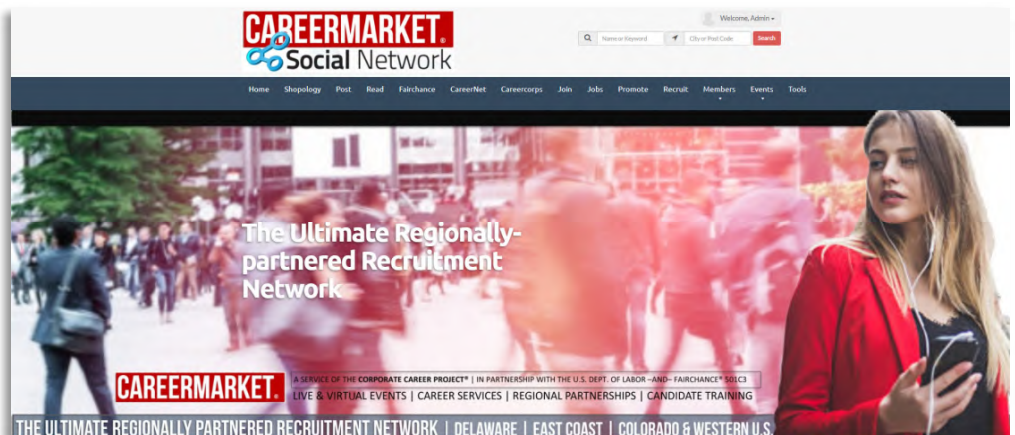 CAREERMARKET®
Social Network
Welcome, Admin
Name or Keyword
City or Post Code
Search
Home Shopology Post Read Fairchance CareerNet Careercorps Join Jobs Promote Recruit Members Events Tools
The Ultimate Regionally-
partnered Recruitment
Network
CAREERMARKET®
A SERVICE OF THE CORPORATE CAREER PROJECT® | IN PARTNERSHIP WITH THE U.S. DEPT. OF LABOR –AND– FAIRCHANCE® 501C3
LIVE & VIRTUAL EVENTS | CAREER SERVICES | REGIONAL PARTNERSHIPS | CANDIDATE TRAINING
THE ULTIMATE REGIONALLY PARTNERED RECRUITMENT NETWORK | DELAWARE | EAST COAST | COLORADO & WESTERN U.S.